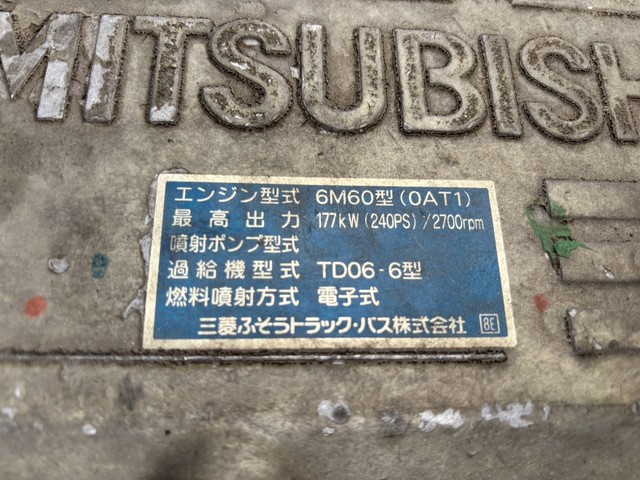 MITSUBISH
エンジン型式 6M60型(0AT1)
最高出力 177kW(240PS)/2700rpm
噴射ポンプ型式
過給機型式 TD06-6型
燃料噴射方式 電子式
三菱ふそうトラック・バス株式会社 8E